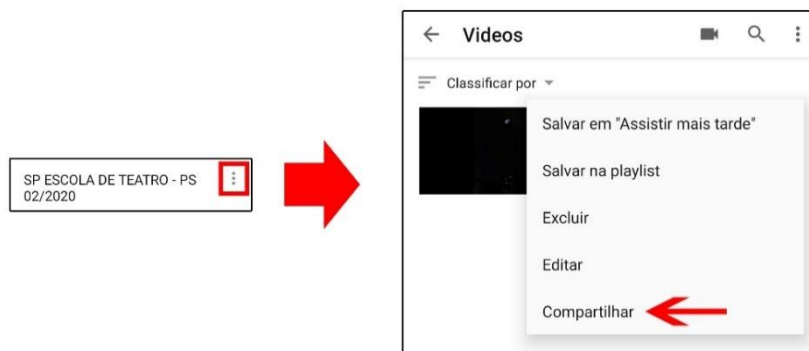 SP ESCOLA DE TEATRO - PS
02/2020
Videos
Classificar por
Salvar em "Assistir mais tarde"
Salvar na playlist
Excluir
Editar
Compartilhar